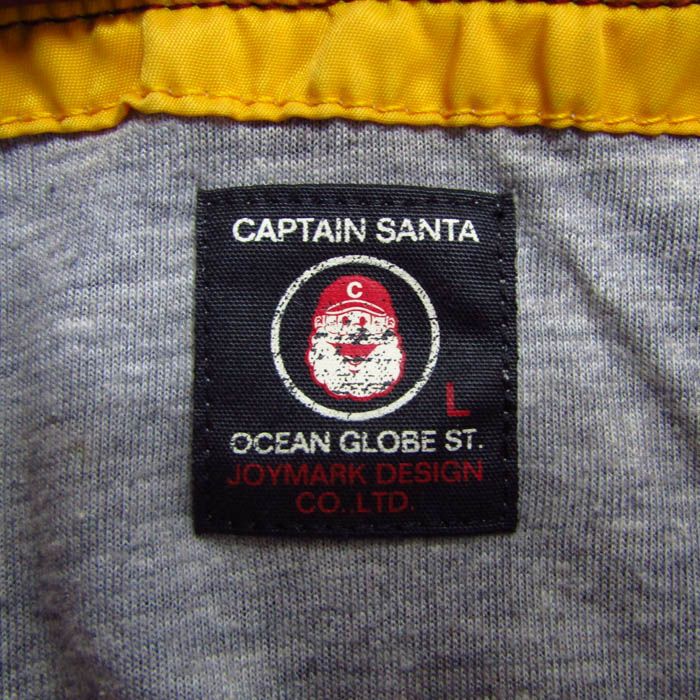 CAPTAIN SANTA
C
L
OCEAN GLOBE ST.
JOYMARK DESIGN
CO.,LTD.